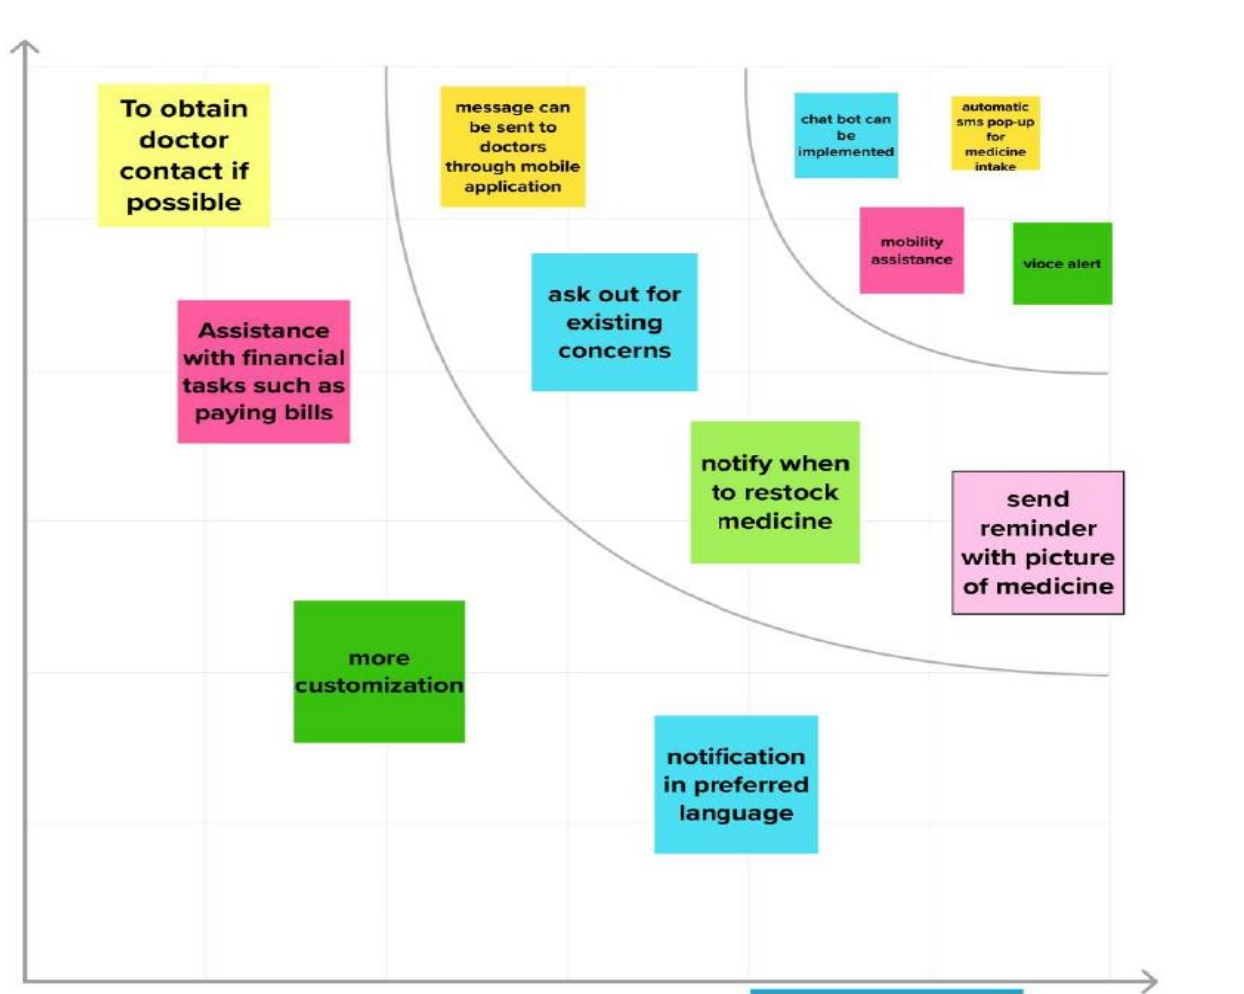 To obtain
doctor
contact if
possible
message can
be sent to
doctors
through mobile
application
chat bot can
be
implemented
automatic
sms pop-up
for
medicine
intake
mobility
assistance
vioce alert
ask out for
existing
concerns
Assistance
with financial
tasks such as
paying bills
notify when
to restock
medicine
send
reminder
with picture
of medicine
more
customization
notification
in preferred
language